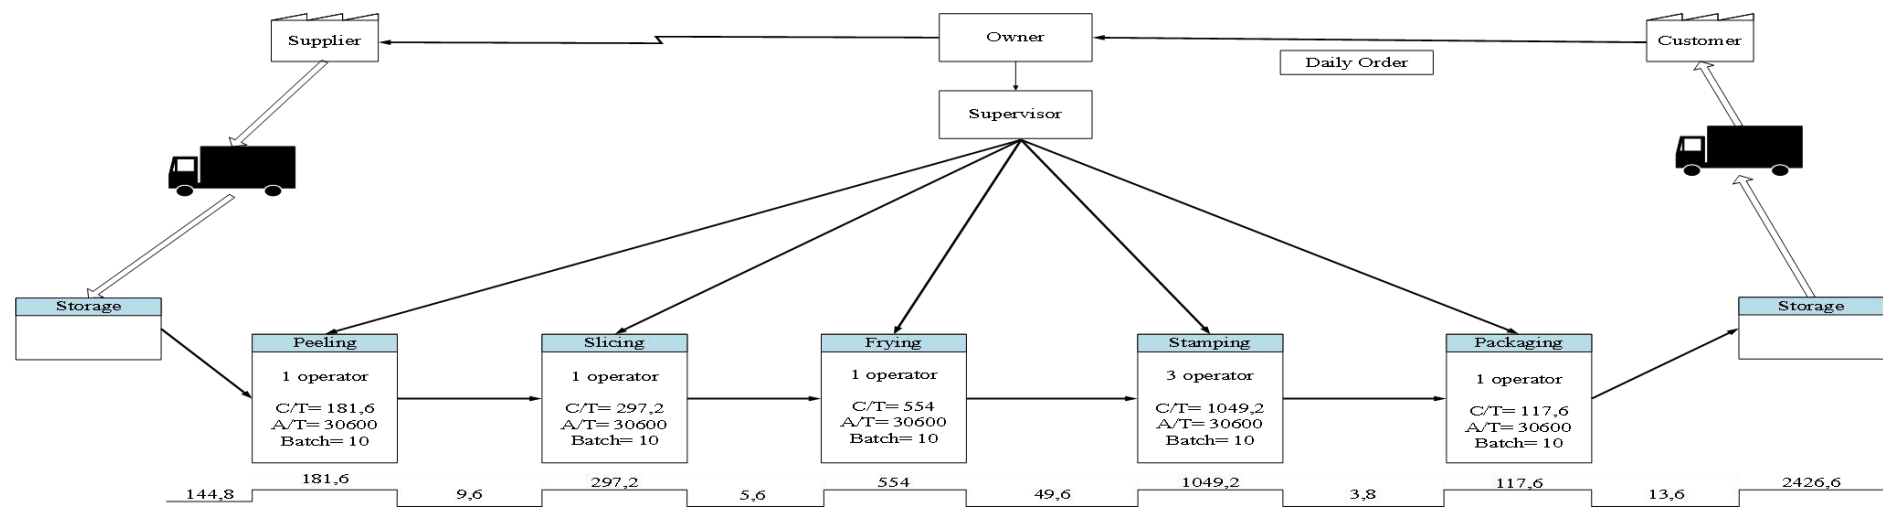 Supplier
Owner
Customer
Daily Order
Supervisor
Storage
Storage
Peeling
1 operator
C/T= 181,6
A/T= 30600
Batch= 10
Slicing
1 operator
C/T= 297,2
A/T= 30600
Batch= 10
Frying
1 operator
C/T= 554
A/T= 30600
Batch= 10
Stamping
3 operator
C/T= 1049,2
A/T= 30600
Batch= 10
Packaging
1 operator
C/T= 117,6
A/T= 30600
Batch= 10
144,8
181,6
9,6
297,2
5,6
554
49,6
1049,2
3,8
117,6
13,6
2426,6